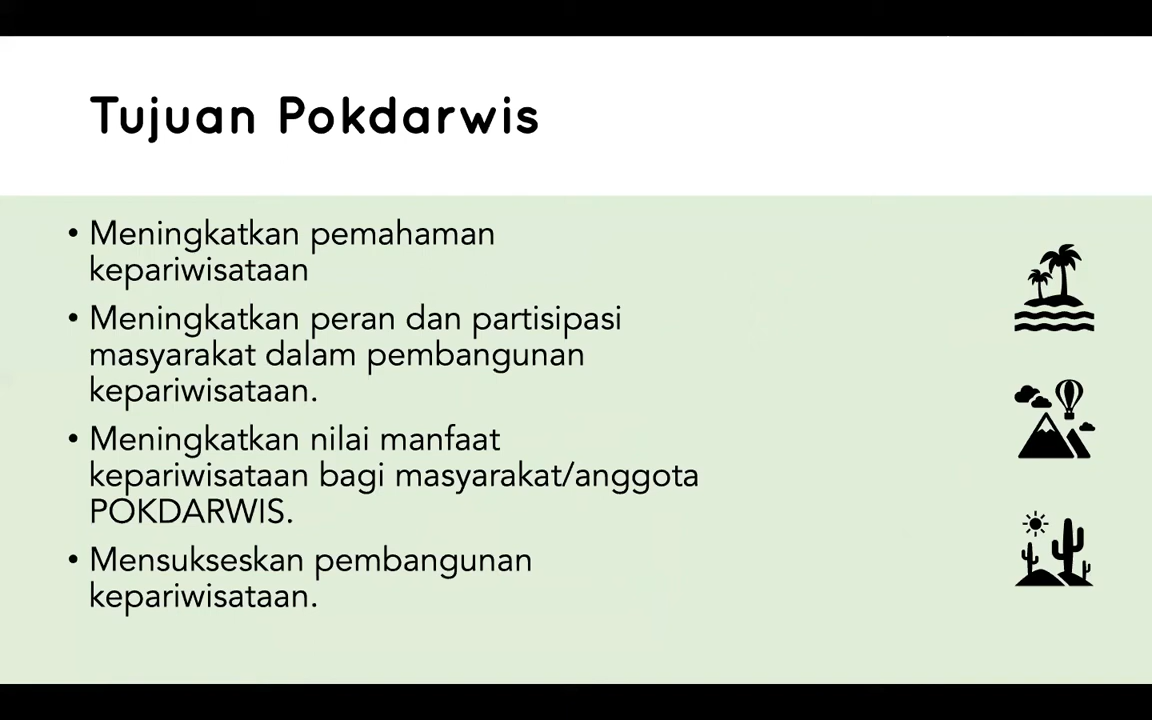 Tujuan Pokdarwis
• Meningkatkan pemahaman
kepariwisataan
• Meningkatkan peran dan partisipasi
masyarakat dalam pembangunan
kepariwisataan.
• Meningkatkan nilai manfaat
kepariwisataan bagi masyarakat/anggota
POKDARWIS.
• Mensukseskan pembangunan
kepariwisataan.